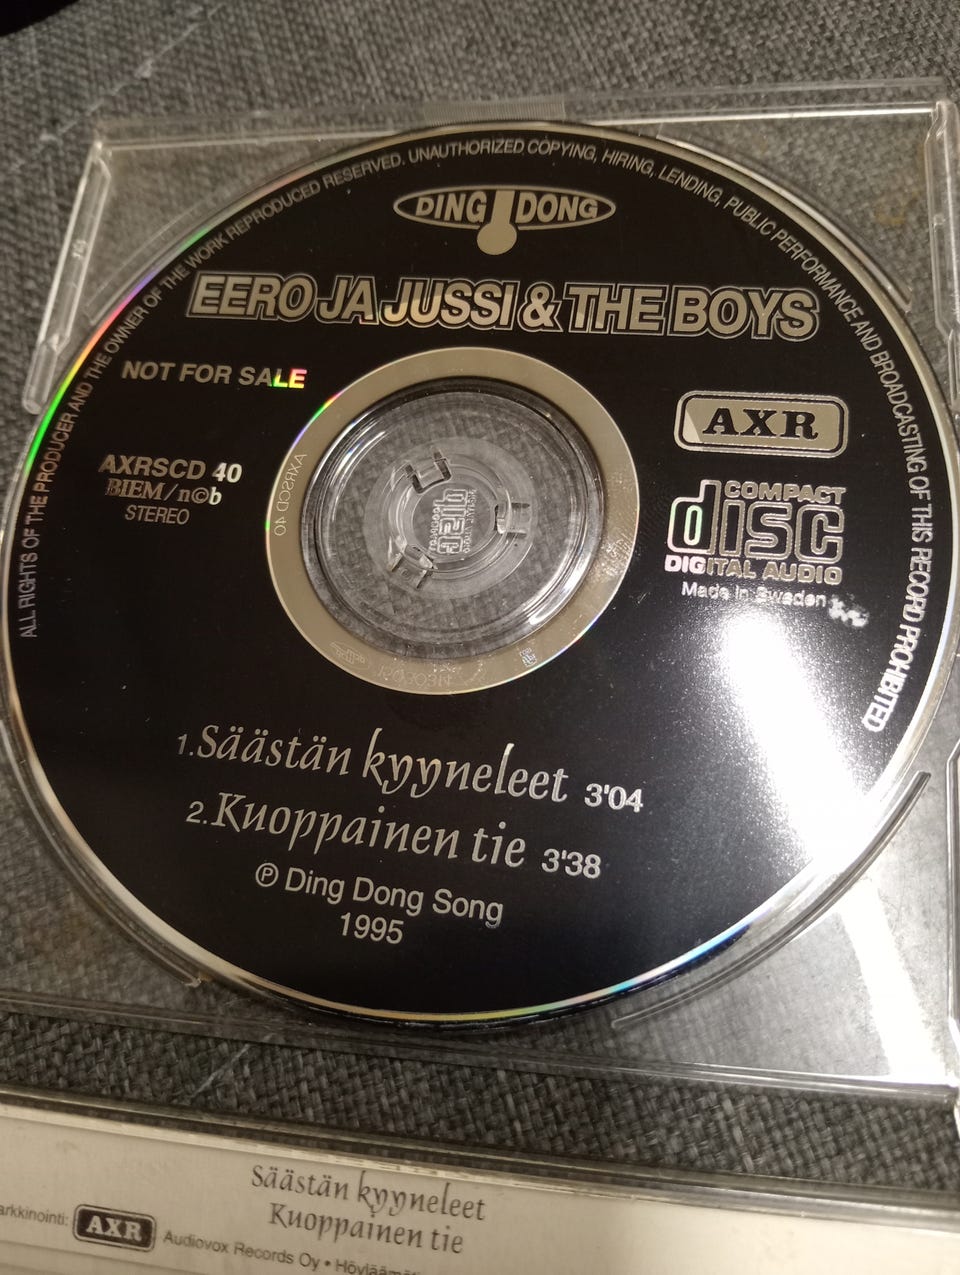 ALL RIGHTS OF THE PRODUCER AND THE OWNER OF THE WORK REPRODUCED RESERVED. UNAUTHORIZED COPYING, HIRING, LENDING, PUBLIC PERFORMANCE AND BROADCASTING OF THIS RECORD PROHIBITED
DING DONG
EERO JA JUSSI & THE BOYS
NOT FOR SALE
AXR
AXRSCD 40
BIEM/n©b
STEREO
AXRSCD 40
COMPACT
disc
DIGITAL AUDIO
Made in Sweden
1. Säästän kyyneleet 3'04
2. Kuoppainen tie 3'38
Ⓟ Ding Dong Song
1995
Säästän kyyneleet
Kuoppainen tie
arkkinointi: AXR Audiovox Records Oy •